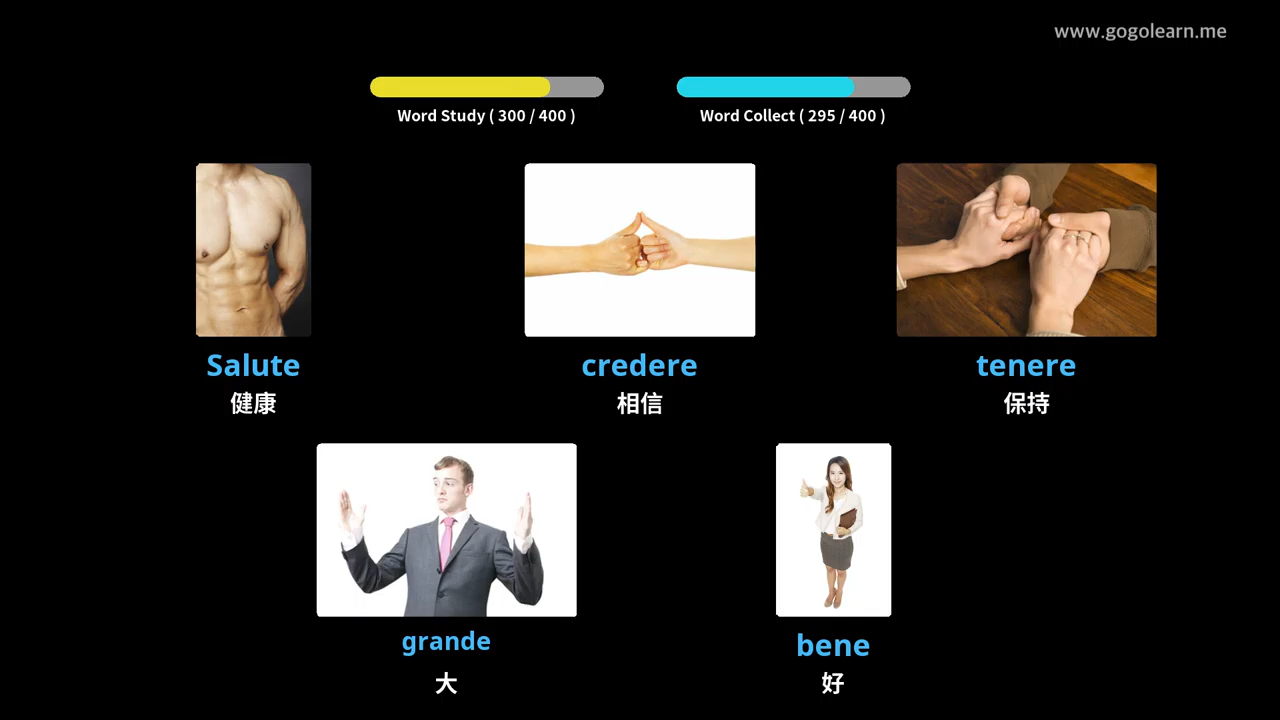 www.gogolearn.me
Word Study ( 300 / 400 )
Word Collect ( 295 / 400 )
Salute
健康
credere
相信
tenere
保持
grande
大
bene
好